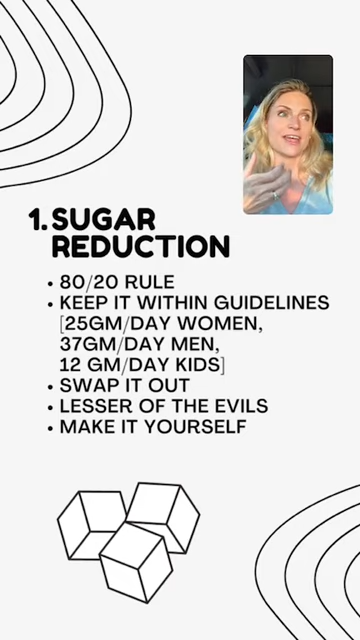 1. SUGAR
REDUCTION
• 80/20 RULE
• KEEP IT WITHIN GUIDELINES
[25GM/DAY WOMEN,
37GM/DAY MEN,
12 GM/DAY KIDS]
• SWAP IT OUT
• LESSER OF THE EVILS
• MAKE IT YOURSELF